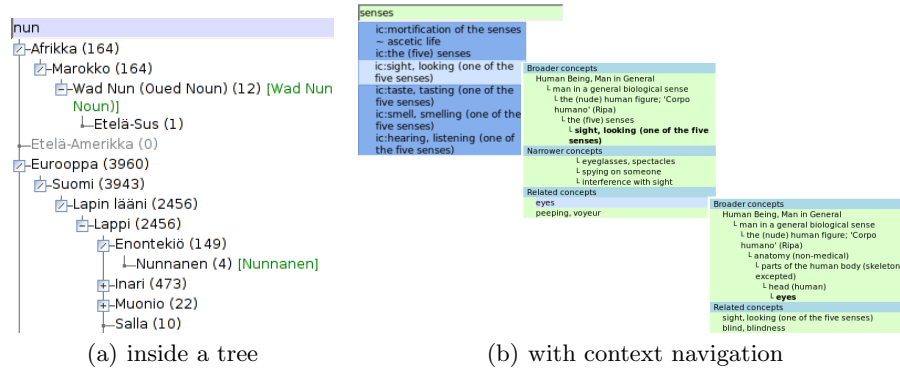 nun
Afrikka (164)
Marokko (164)
Wad Nun (Oued Noun) (12) [Wad Nun
Noun)]
Etelä-Sus (1)
Etelä-Amerikka (0)
Eurooppa (3960)
Suomi (3943)
Lapin lääni (2456)
Lappi (2456)
Enontekiö (149)
Nunnanen (4) [Nunnanen]
Inari (473)
Muonio (22)
Salla (10)
(a) inside a tree
senses
ic:mortification of the senses
~ ascetic life
ic:the (five) senses
ic:sight, looking (one of the
five senses)
ic:taste, tasting (one of the
five senses)
ic:smell, smelling (one of the
five senses)
ic:hearing, listening (one of
the five senses)
Broader concepts
Human Being, Man in General
└ man in a general biological sense
└ the (nude) human figure; 'Corpo
humano' (Ripa)
└ the (five) senses
└ sight, looking (one of the five
senses)
Narrower concepts
└ eyeglasses, spectacles
└ spying on someone
└ interference with sight
Related concepts
eyes
peeping, voyeur
Broader concepts
Human Being, Man in General
└ man in a general biological sense
└ the (nude) human figure; 'Corpo
humano' (Ripa)
└ anatomy (non-medical)
└ parts of the human body (skeleton
excepted)
└ head (human)
└ eyes
Related concepts
sight, looking (one of the five senses)
blind, blindness
(b) with context navigation